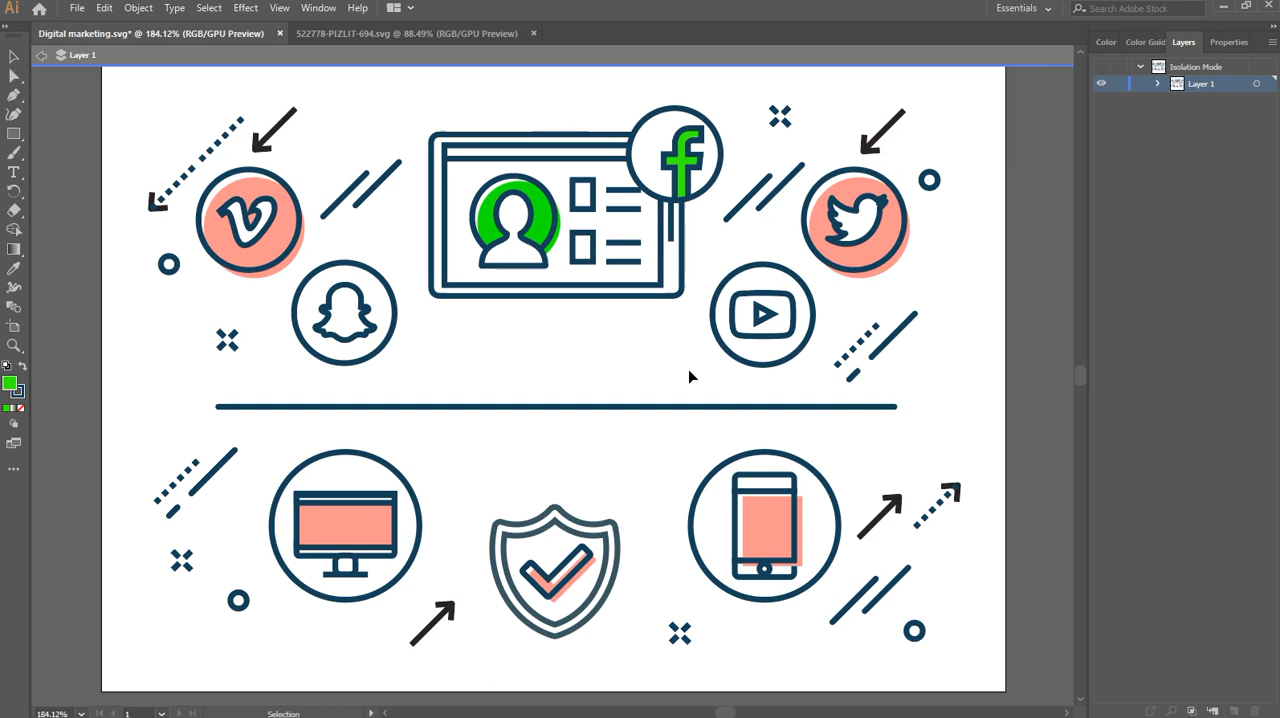 Ai File Edit Object Type Select Effect View Window Help Essentials Search Adobe Stock
Digital marketing.svg* @ 184.12% (RGB/GPU Preview) × 522778-PIZLIT-694.svg @ 88.49% (RGB/GPU Preview) ×
Color Color Guid Layers Properties
Layer 1
Isolation Mode
Layer 1
f
184.12% 1 Selection